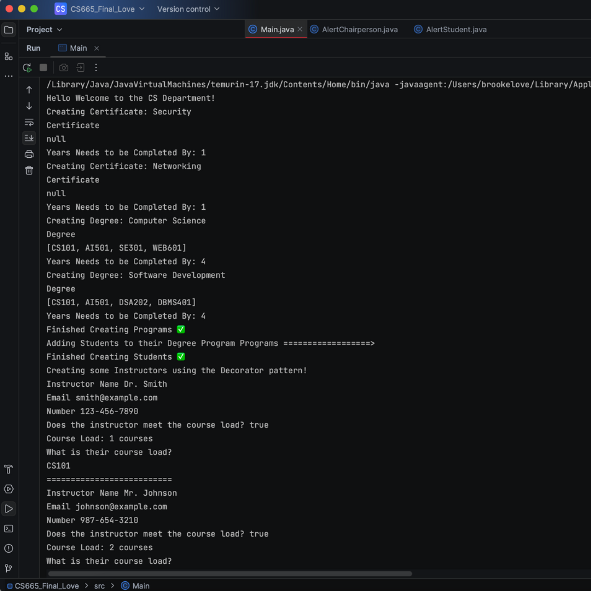 CS CS665_Final_Love Version control
Project Main.java AlertChairperson.java AlertStudent.java
Run Main
/Library/Java/JavaVirtualMachines/temurin-17.jdk/Contents/Home/bin/java -javaagent:/Users/brookelove/Library/Appl
Hello Welcome to the CS Department!
Creating Certificate: Security
Certificate
null
Years Needs to be Completed By: 1
Creating Certificate: Networking
Certificate
null
Years Needs to be Completed By: 1
Creating Degree: Computer Science
Degree
[CS101, AI501, SE301, WEB601]
Years Needs to be Completed By: 4
Creating Degree: Software Development
Degree
[CS101, AI501, DSA202, DBMS401]
Years Needs to be Completed By: 4
Finished Creating Programs ✅
Adding Students to their Degree Program Programs ==================>
Finished Creating Students ✅
Creating some Instructors using the Decorator pattern!
Instructor Name Dr. Smith
Email smith@example.com
Number 123-456-7890
Does the instructor meet the course load? true
Course Load: 1 courses
What is their course load?
CS101
==========================
Instructor Name Mr. Johnson
Email johnson@example.com
Number 987-654-3210
Does the instructor meet the course load? true
Course Load: 2 courses
What is their course load?
CS665_Final_Love > src > Main